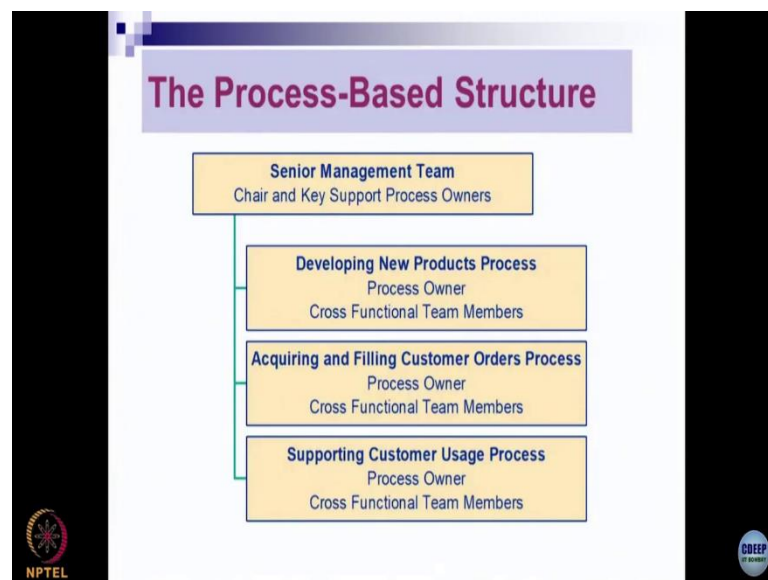 The Process-Based Structure
Senior Management Team
Chair and Key Support Process Owners
Developing New Products Process
Process Owner
Cross Functional Team Members
Acquiring and Filling Customer Orders Process
Process Owner
Cross Functional Team Members
Supporting Customer Usage Process
Process Owner
Cross Functional Team Members
NPTEL
CDEEP
IIT BOMBAY